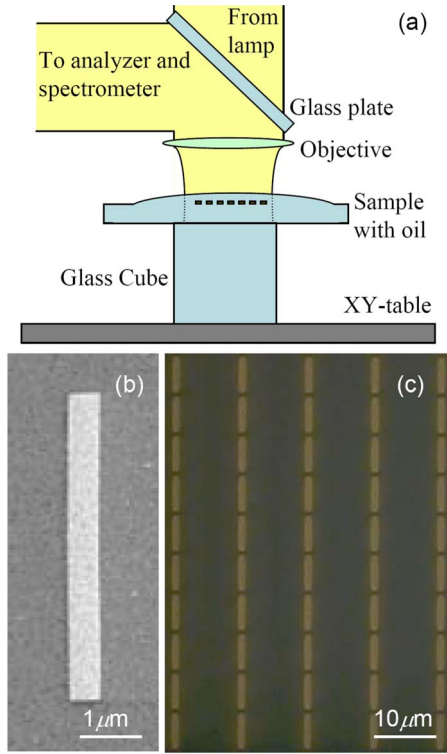 From
lamp
(a)
To analyzer and
spectrometer
Glass plate
Objective
Sample
with oil
Glass Cube
XY-table
(b)
(c)
1μm
10μm